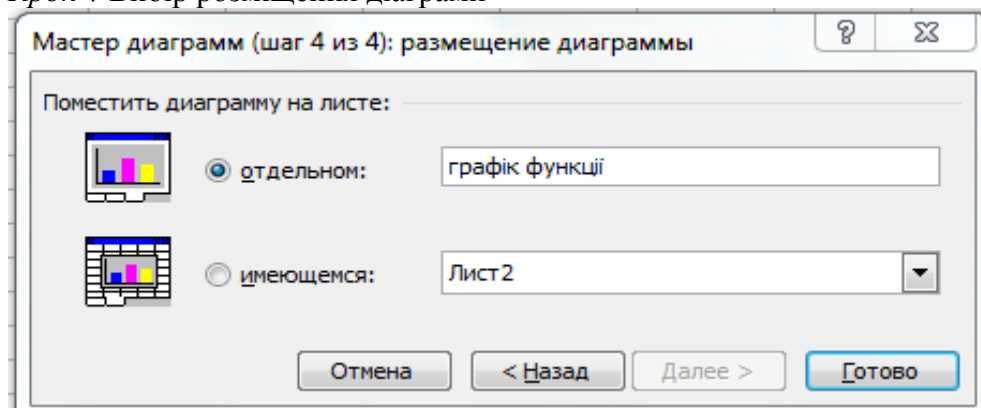 Мастер диаграмм (шаг 4 из 4): размещение диаграммы
Поместить диаграмму на листе:
отдельном: графік функції
имеющемся: Лист2
Отмена < Назад Далее > Готово